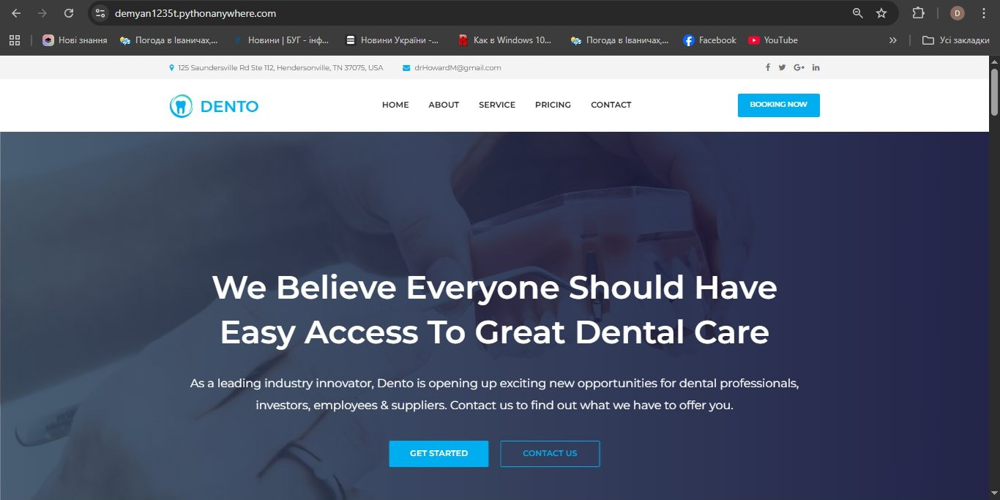 demyan1235t.pythonanywhere.com
D
Нові знання
Погода в Іваничах,...
Новини | БУГ - інф...
Новини України -...
Как в Windows 10...
Погода в Іваничах,...
Facebook
YouTube
Усі закладки
125 Saundersville Rd Ste 112, Hendersonville, TN 37075, USA
drHowardM@gmail.com
DENTO
HOME
ABOUT
SERVICE
PRICING
CONTACT
BOOKING NOW
We Believe Everyone Should Have
Easy Access To Great Dental Care
As a leading industry innovator, Dento is opening up exciting new opportunities for dental professionals,
investors, employees & suppliers. Contact us to find out what we have to offer you.
GET STARTED
CONTACT US